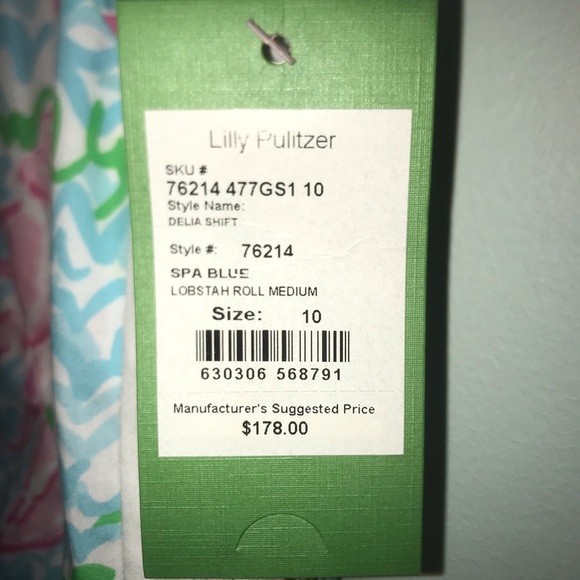 Lilly Pulitzer
SKU #
76214 477GS1 10
Style Name:
DELIA SHIFT
Style #: 76214
SPA BLUE
LOBSTAH ROLL MEDIUM
Size: 10
630306 568791
Manufacturer's Suggested Price
$178.00